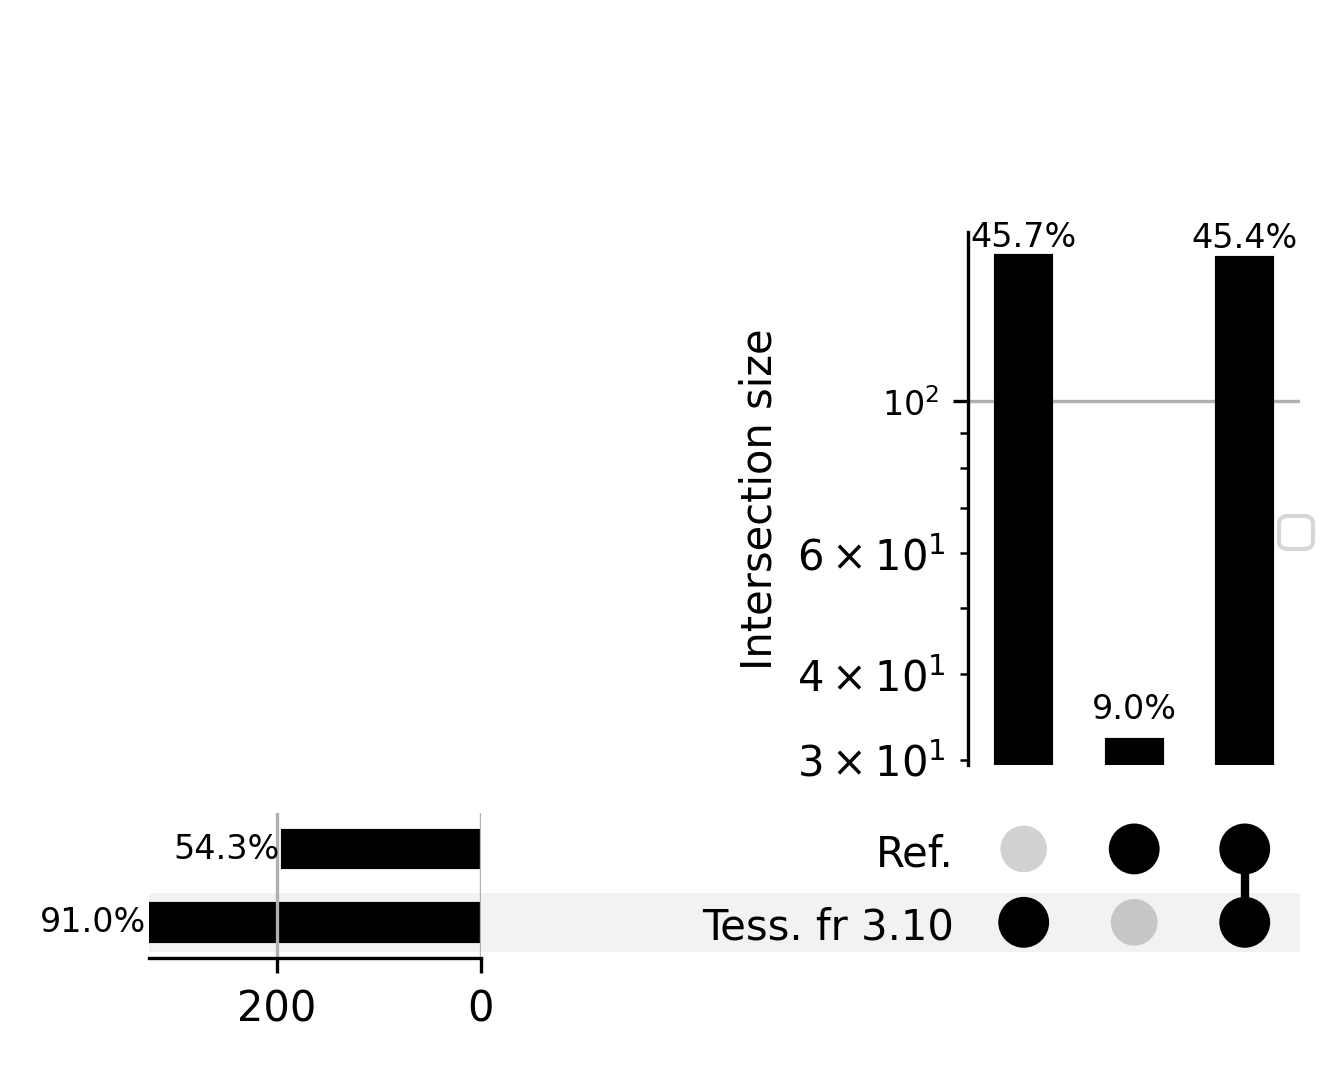 45.7%
45.4%
Intersection size
10²
6 × 10¹
4 × 10¹
9.0%
3 × 10¹
54.3%
Ref.
91.0%
Tess. fr 3.10
200
0